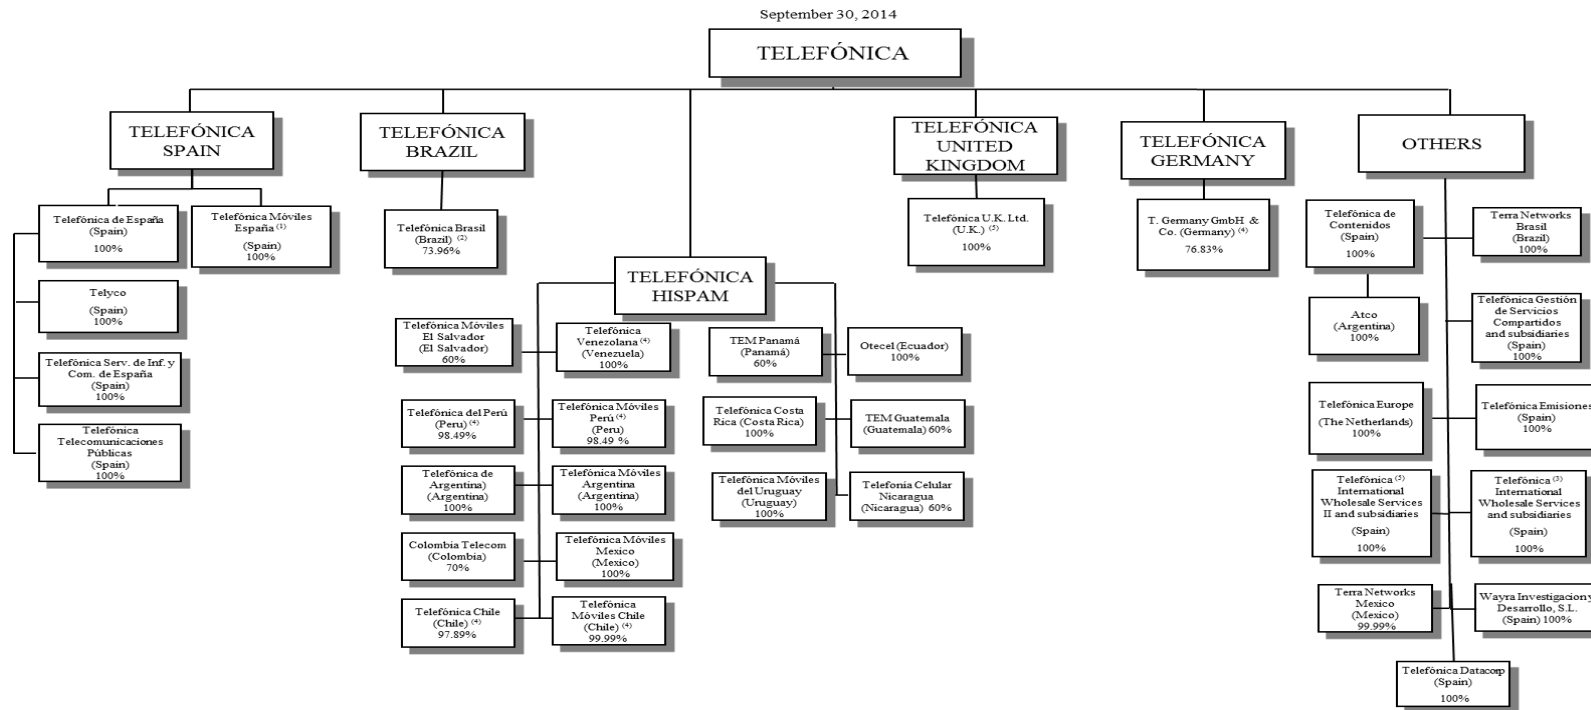 September 30, 2014
TELEFÓNICA
TELEFÓNICA
SPAIN
TELEFÓNICA
BRAZIL
TELEFÓNICA
UNITED
KINGDOM
TELEFÓNICA
GERMANY
OTHERS
Telefónica de España
(Spain)
100%
Telefónica Móviles
España (1)
(Spain)
100%
Telyco
(Spain)
100%
Telefónica Serv. de Inf. y
Com. de España
(Spain)
100%
Telefónica
Telecomunicaciones
Públicas
(Spain)
100%
Telefónica Brasil
(Brazil) (2)
73.96%
TELEFÓNICA
HISPAM
Telefónica Móviles
El Salvador
(El Salvador)
60%
Telefónica
Venezolana (4)
(Venezuela)
100%
Telefónica del Perú
(Peru) (4)
98.49%
Telefónica Móviles
Perú (4)
(Peru)
98.49 %
Telefónica de
Argentina)
(Argentina)
100%
Telefónica Móviles
Argentina
(Argentina)
100%
Colombia Telecom
(Colombia)
70%
Telefónica Móviles
Mexico
(Mexico)
100%
Telefónica Chile
(Chile) (4)
97.89%
Telefónica
Móviles Chile
(Chile) (4)
99.99%
TEM Panamá
(Panamá)
60%
Otecel (Ecuador)
100%
Telefónica Costa
Rica (Costa Rica)
100%
TEM Guatemala
(Guatemala) 60%
Telefónica Móviles
del Uruguay
(Uruguay)
100%
Telefonia Celular
Nicaragua
(Nicaragua) 60%
Telefónica U.K. Ltd.
(U.K.) (5)
100%
T. Germany GmbH &
Co. (Germany) (4)
76.83%
Telefónica de
Contenidos
(Spain)
100%
Terra Networks
Brasil
(Brazil)
100%
Atco
(Argentina)
100%
Telefónica Gestión
de Servicios
Compartidos
and subsidiaries
(Spain)
100%
Telefónica Europe
(The Netherlands)
100%
Telefónica Emisiones
(Spain)
100%
Telefónica (3)
International
Wholesale Services
II and subsidiaries
(Spain)
100%
Telefónica (3)
International
Wholesale Services
and subsidiaries
(Spain)
100%
Terra Networks
Mexico
(Mexico)
99.99%
Wayra Investigacion y
Desarrollo, S.L.
(Spain) 100%
Telefónica Datacorp
(Spain)
100%